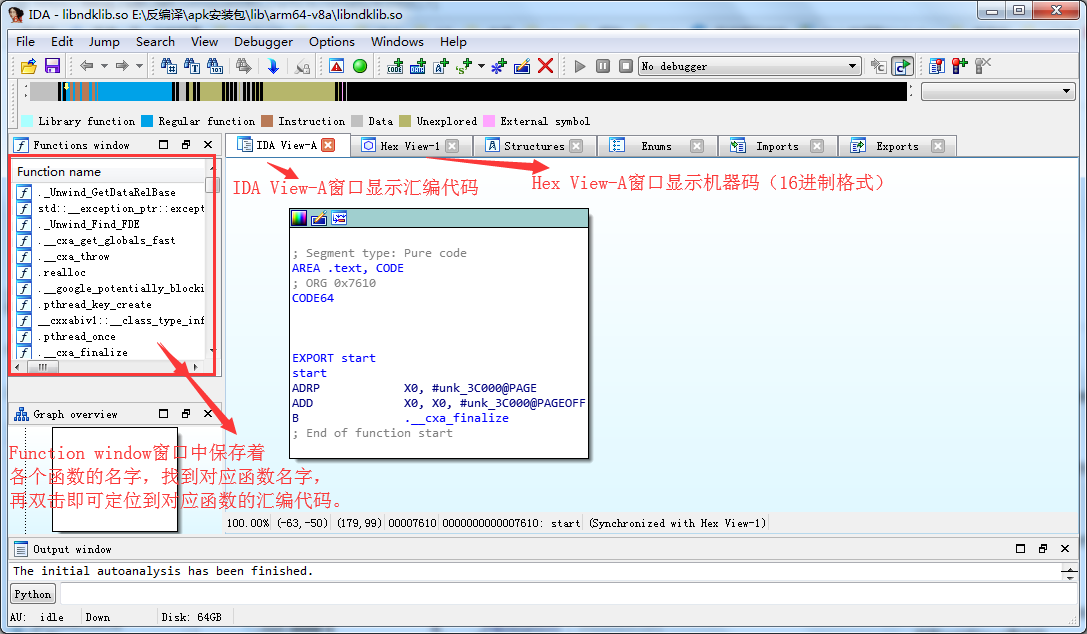 IDA - libndklib.so E:\反编译\apk安装包\lib\arm64-v8a\libndklib.so
File Edit Jump Search View Debugger Options Windows Help
No debugger
Library function Regular function Instruction Data Unexplored External symbol
Functions window
IDA View-A Hex View-1 Structures Enums Imports Exports
Function name
._Unwind_GetDataRelBase
std::__exception_ptr::except
._Unwind_Find_FDE
.__cxa_get_globals_fast
.__cxa_throw
.realloc
.__google_potentially_blocki
.pthread_key_create
__cxxabiv1::__class_type_inf
.pthread_once
.__cxa_finalize
IDA View-A窗口显示汇编代码
Hex View-A窗口显示机器码（16进制格式）
; Segment type: Pure code
AREA .text, CODE
; ORG 0x7610
CODE64
EXPORT start
start
ADRP X0, #unk_3C000@PAGE
ADD X0, X0, #unk_3C000@PAGEOFF
B .__cxa_finalize
; End of function start
Graph overview
Function window窗口中保存着
各个函数的名字，找到对应函数名字，
再双击即可定位到对应函数的汇编代码。
100.00% (-63,-50) (179,99) 00007610 0000000000007610: start (Synchronized with Hex View-1)
Output window
The initial autoanalysis has been finished.
Python
AU: idle Down Disk: 64GB